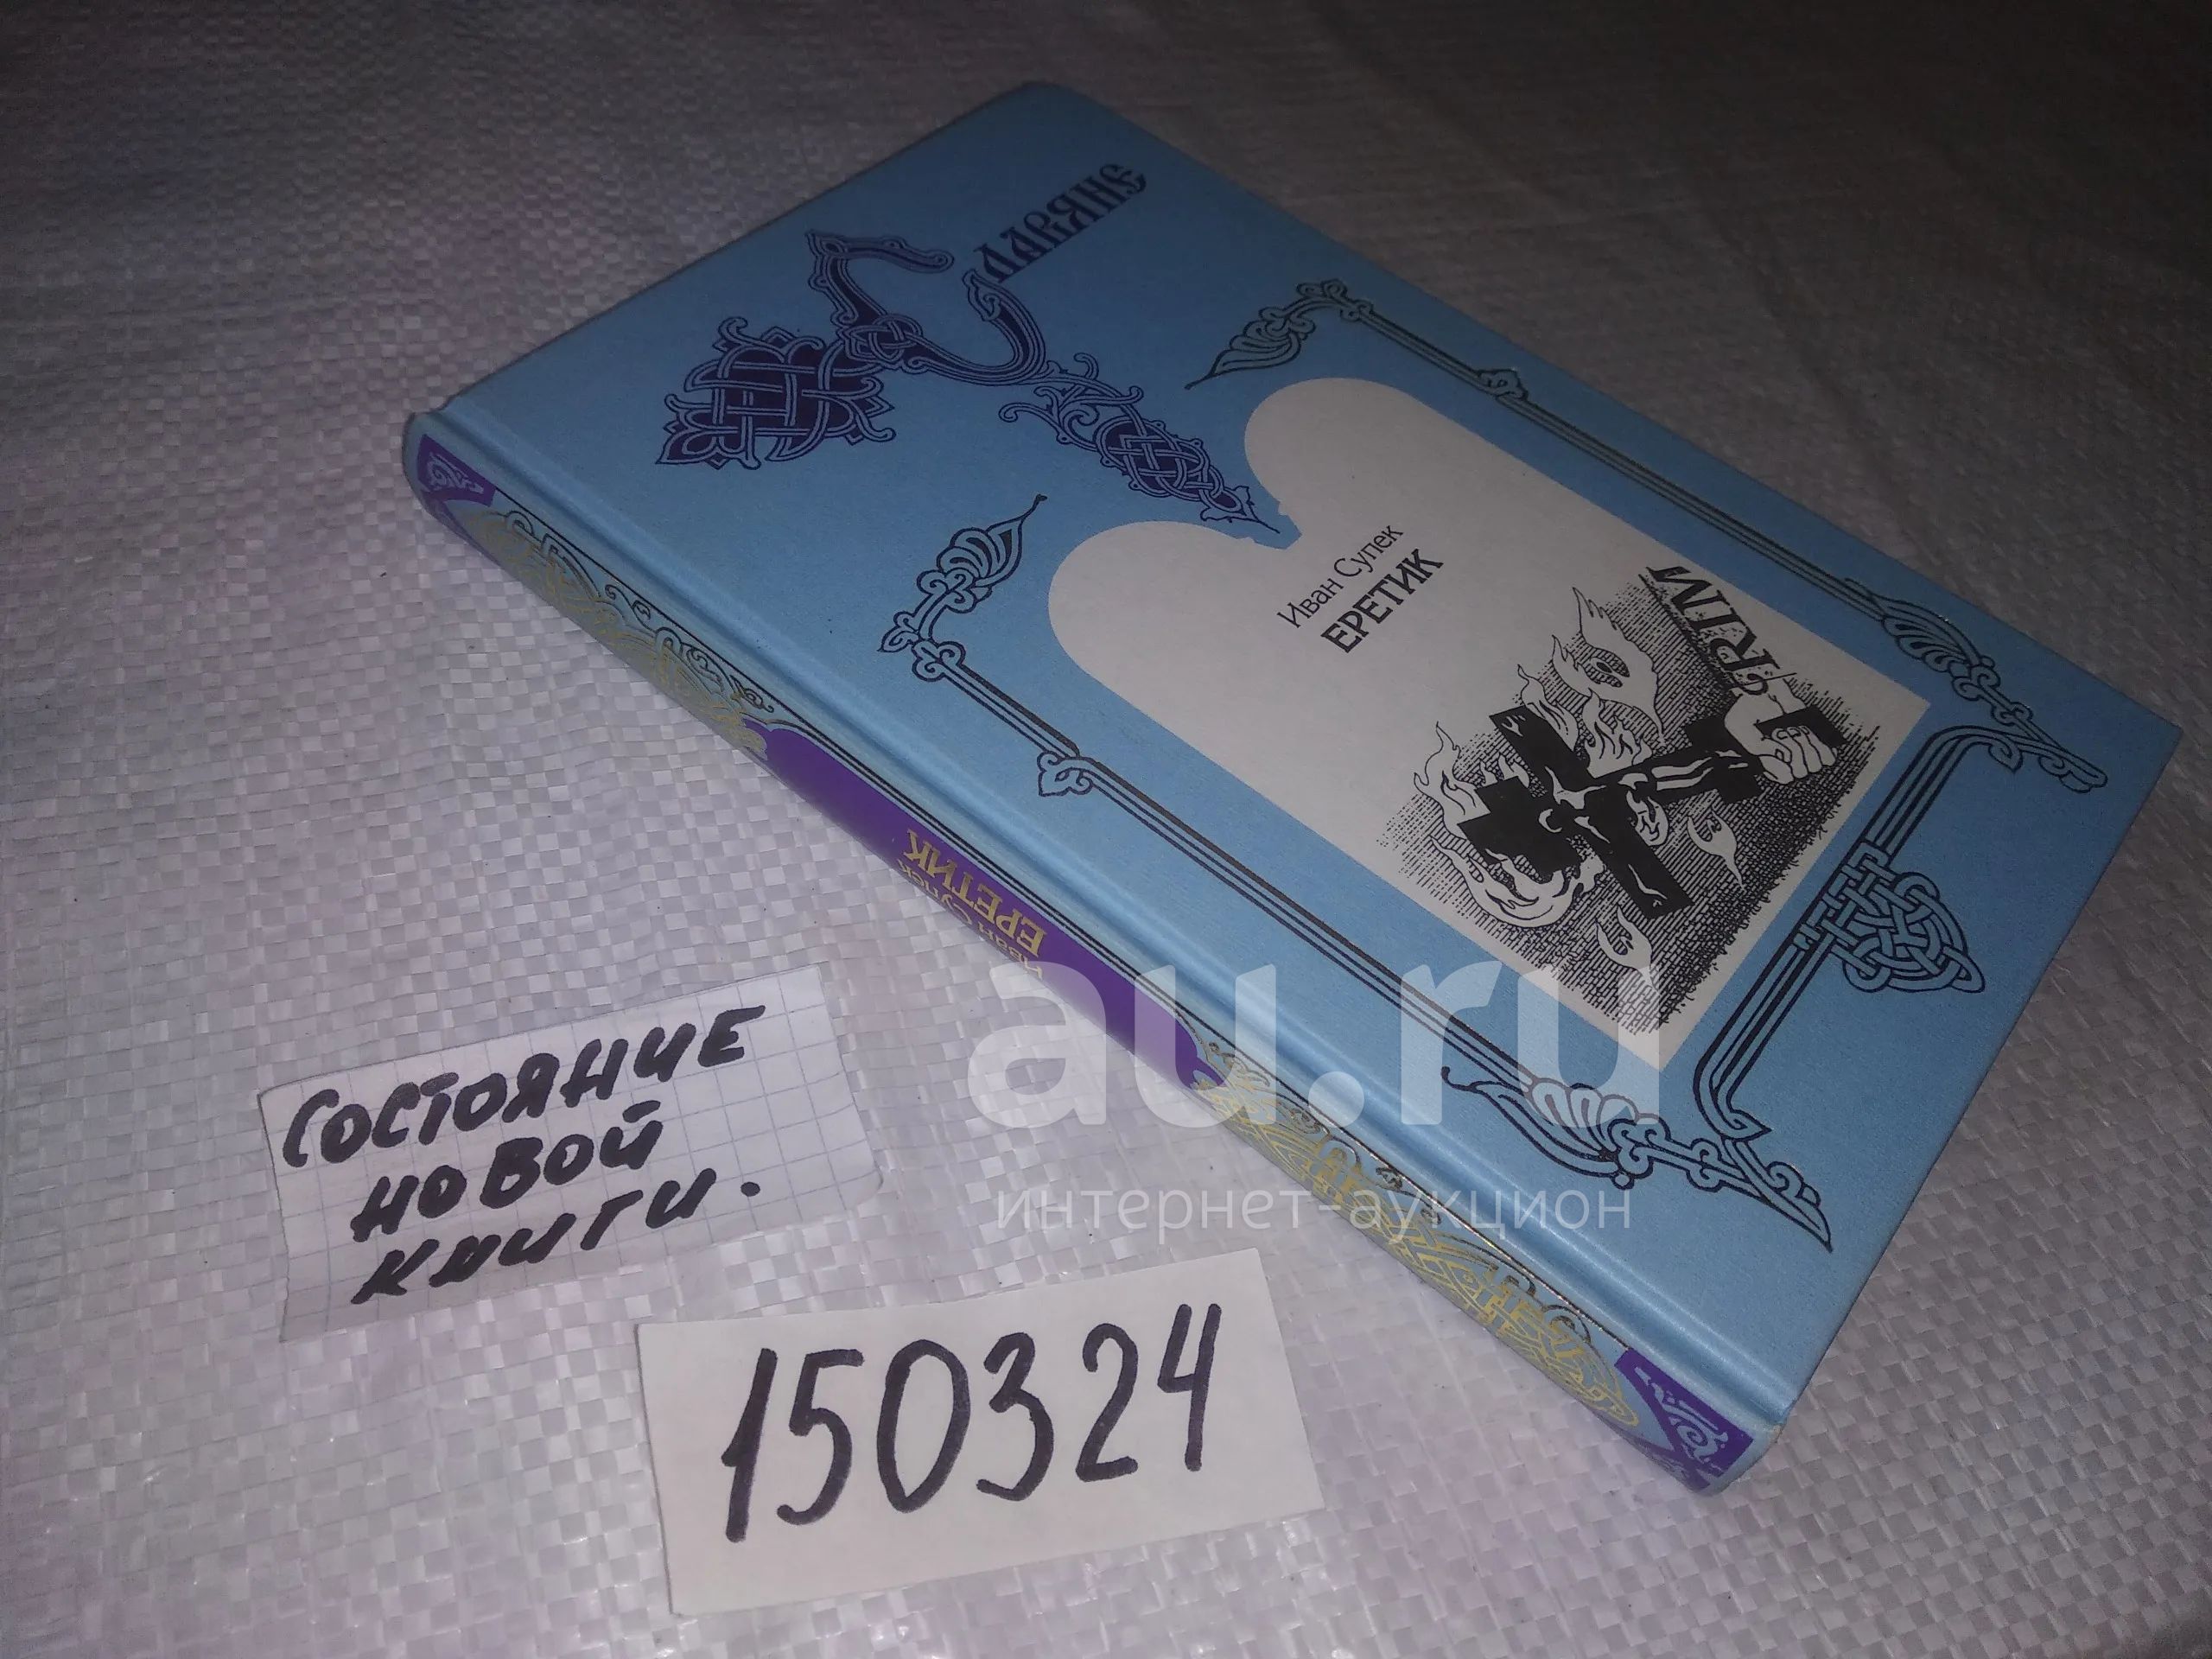 Славяне
Иван Супек
ЕРЕТИК
Иван Супек
ЕРЕТИК
au.ru
интернет-аукцион
Состояние
новой
книги.
150324